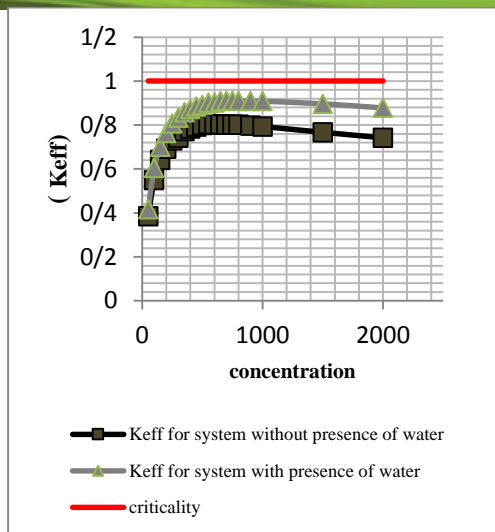 1/2
1
0/8
0/6
0/4
0/2
0
( Keff)
0 1000 2000
concentration
Keff for system without presence of water
Keff for system with presence of water
criticality